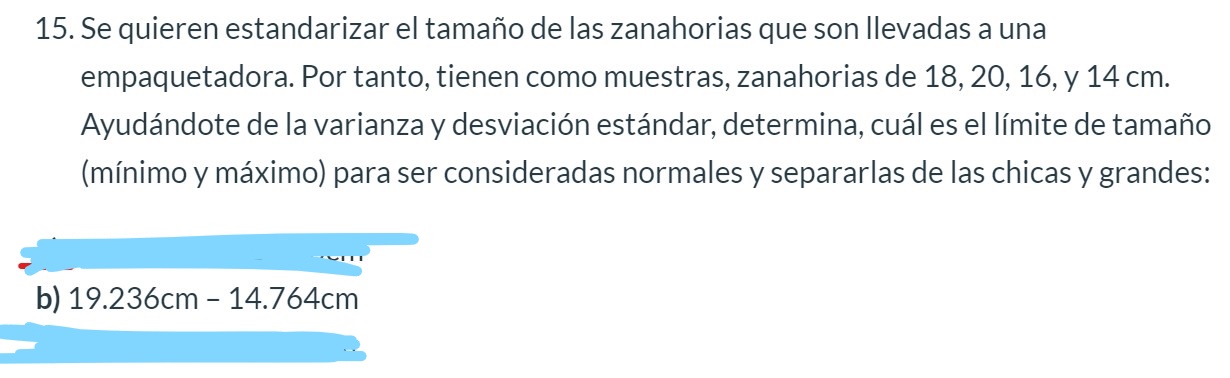 15. Se quieren estandarizar el tamaño de las zanahorias que son llevadas a una
empaquetadora. Por tanto, tienen como muestras, zanahorias de 18, 20, 16, y 14 cm.
Ayudándote de la varianza y desviación estándar, determina, cuál es el límite de tamaño
(mínimo y máximo) para ser consideradas normales y separarlas de las chicas y grandes:
b) 19.236cm – 14.764cm